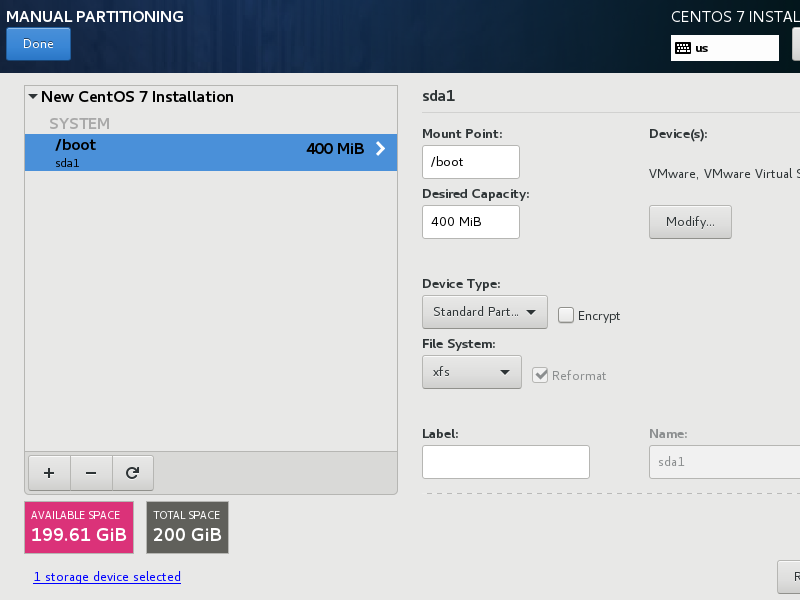 MANUAL PARTITIONING
CENTOS 7 INSTAL
Done
us
New CentOS 7 Installation
SYSTEM
/boot
400 MiB
sda1
sda1
Mount Point:
Device(s):
/boot
VMware, VMware Virtual S
Desired Capacity:
400 MiB
Modify...
Device Type:
Standard Part...
Encrypt
File System:
xfs
Reformat
Label:
Name:
sda1
+ −
AVAILABLE SPACE
199.61 GiB
TOTAL SPACE
200 GiB
1 storage device selected
R